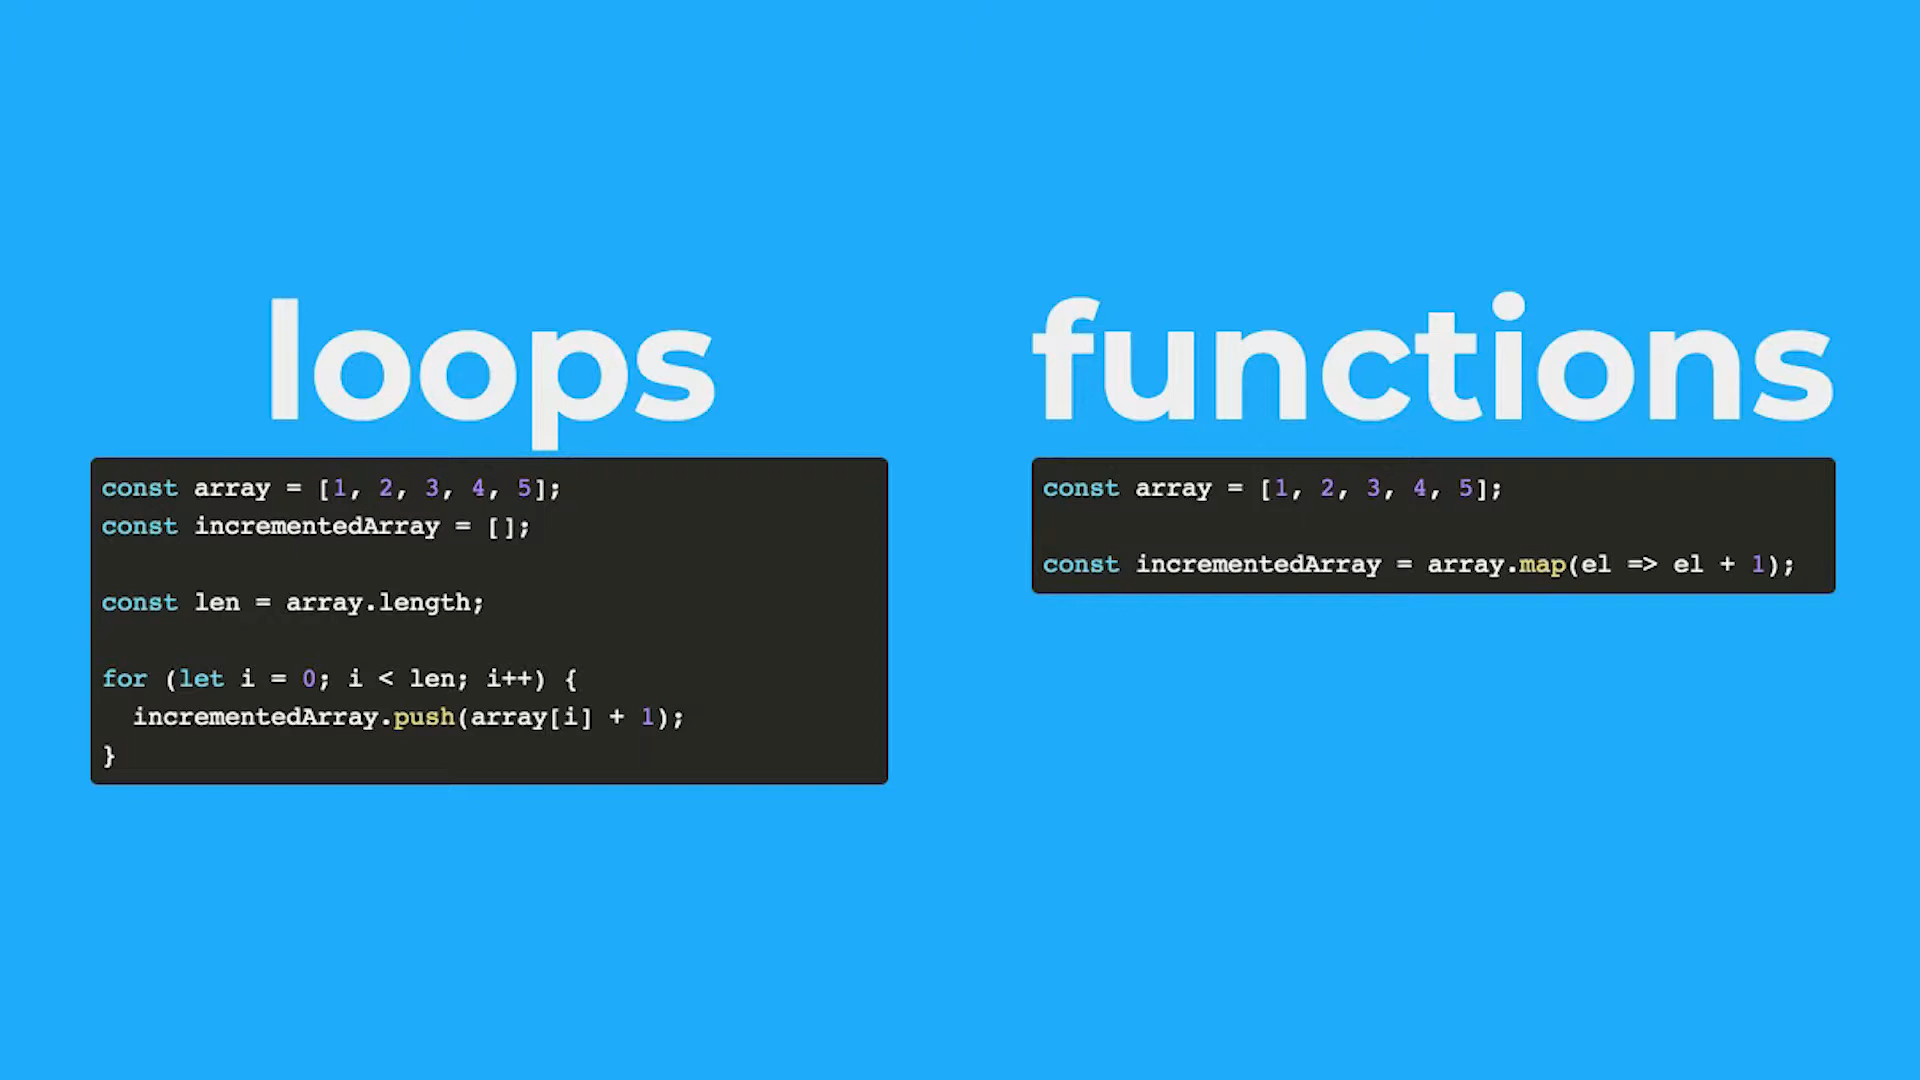 loops
const array = [1, 2, 3, 4, 5];
const incrementedArray = [];
const len = array.length;
for (let i = 0; i < len; i++) {
  incrementedArray.push(array[i] + 1);
}
functions
const array = [1, 2, 3, 4, 5];
const incrementedArray = array.map(el => el + 1);